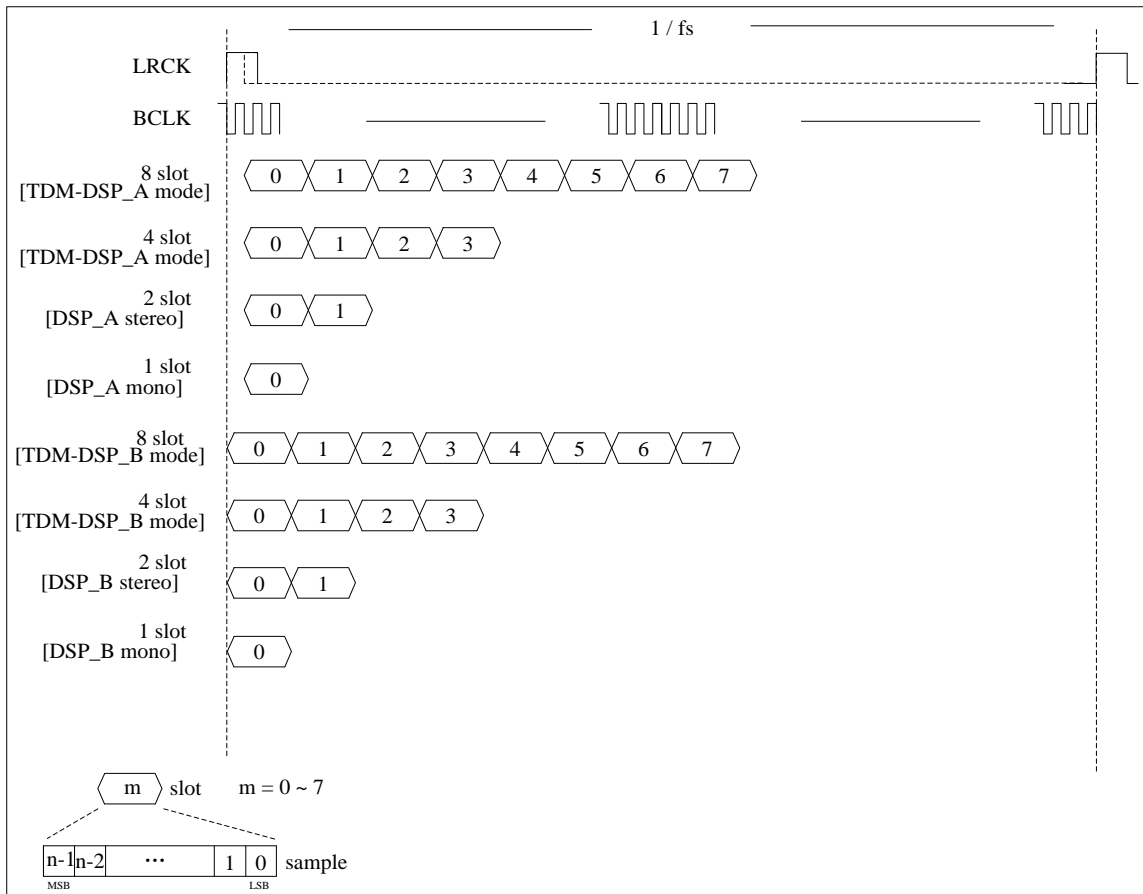 1 / fs
LRCK
BCLK
8 slot
[TDM-DSP_A mode]
0 1 2 3 4 5 6 7
4 slot
[TDM-DSP_A mode]
0 1 2 3
2 slot
[DSP_A stereo]
0 1
1 slot
[DSP_A mono]
0
8 slot
[TDM-DSP_B mode]
0 1 2 3 4 5 6 7
4 slot
[TDM-DSP_B mode]
0 1 2 3
2 slot
[DSP_B stereo]
0 1
1 slot
[DSP_B mono]
0
m slot m = 0 ~ 7
n-1 n-2 ... 1 0 sample
MSB LSB